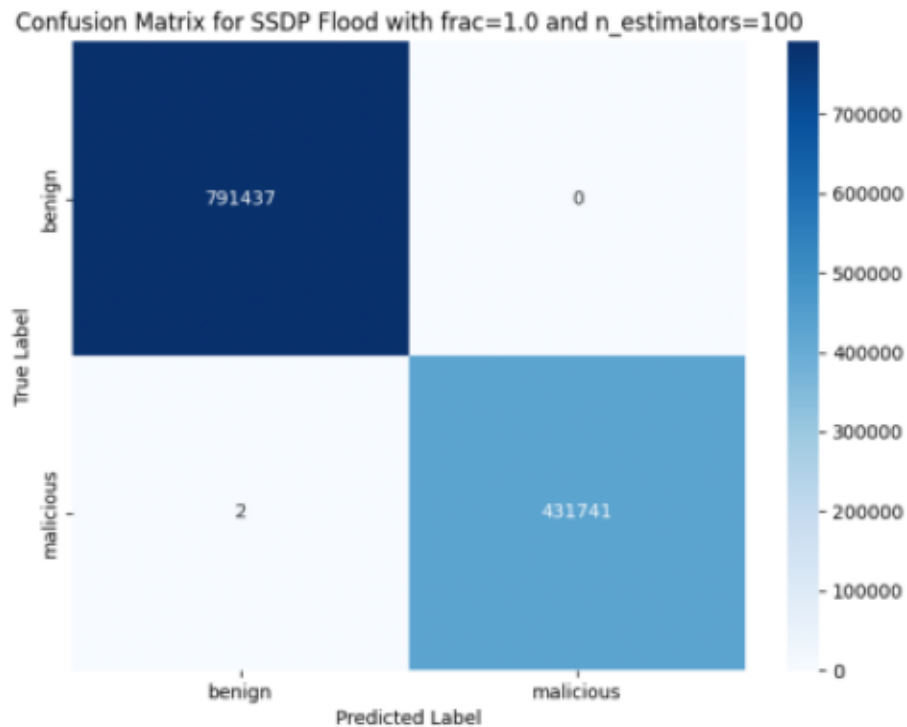 Confusion Matrix for SSDP Flood with frac=1.0 and n_estimators=100
benign
791437
0
700000
600000
500000
400000
300000
200000
100000
0
True Label
malicious
2
431741
benign
malicious
Predicted Label